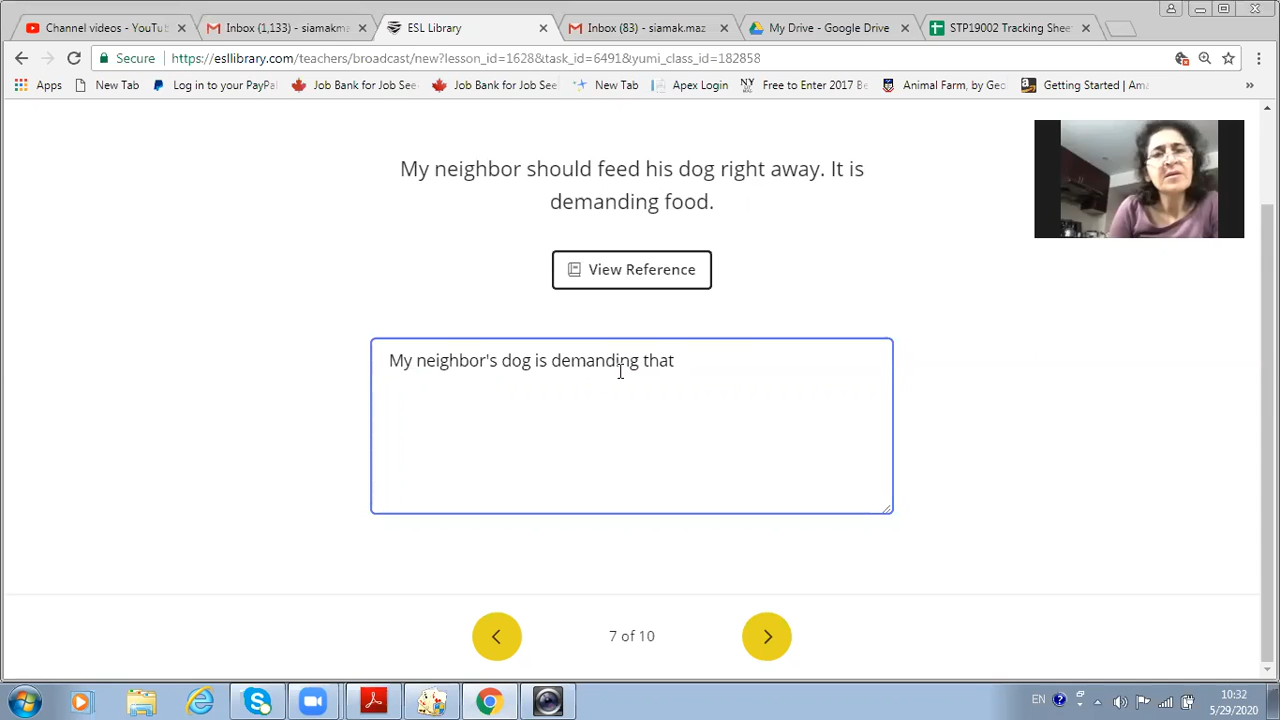 Channel videos - YouTu
Inbox (1,133) - siamakm
ESL Library
Inbox (83) - siamak.maz
My Drive - Google Drive
STP19002 Tracking Shee
Secure
https://esllibrary.com/teachers/broadcast/new?lesson_id=1628&task_id=6491&yumi_class_id=182858
Apps
New Tab
Log in to your PayPal
Job Bank for Job See
Job Bank for Job See
New Tab
Apex Login
NY
Free to Enter 2017 Be
Animal Farm, by Geo
Getting Started | Ama
»
My neighbor should feed his dog right away. It is
demanding food.
View Reference
My neighbor's dog is demanding that
7 of 10
EN
10:32
5/29/2020